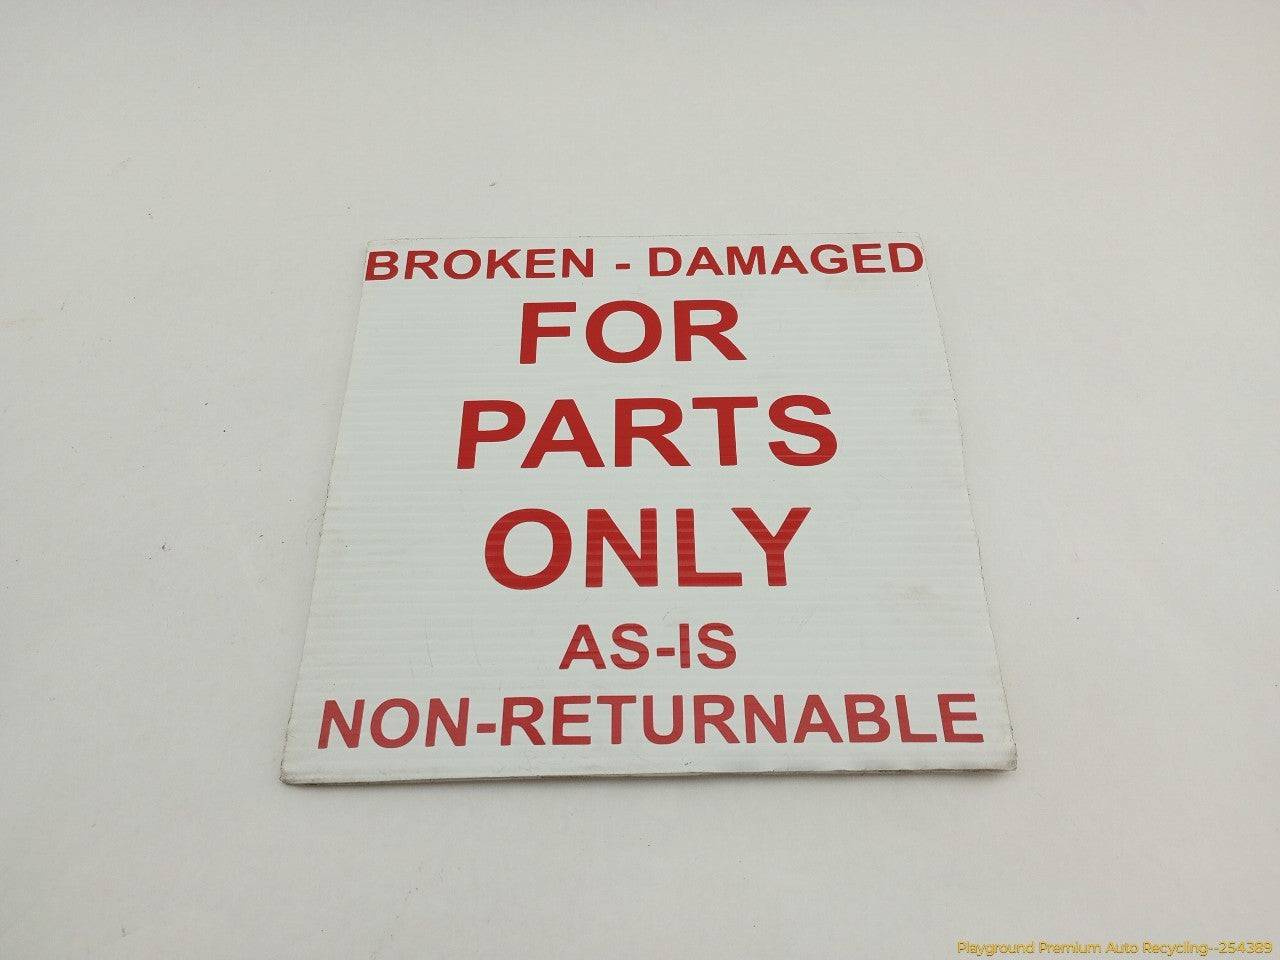 BROKEN - DAMAGED
FOR
PARTS
ONLY
AS-IS
NON-RETURNABLE
Playground Premium Auto Recycling--254389